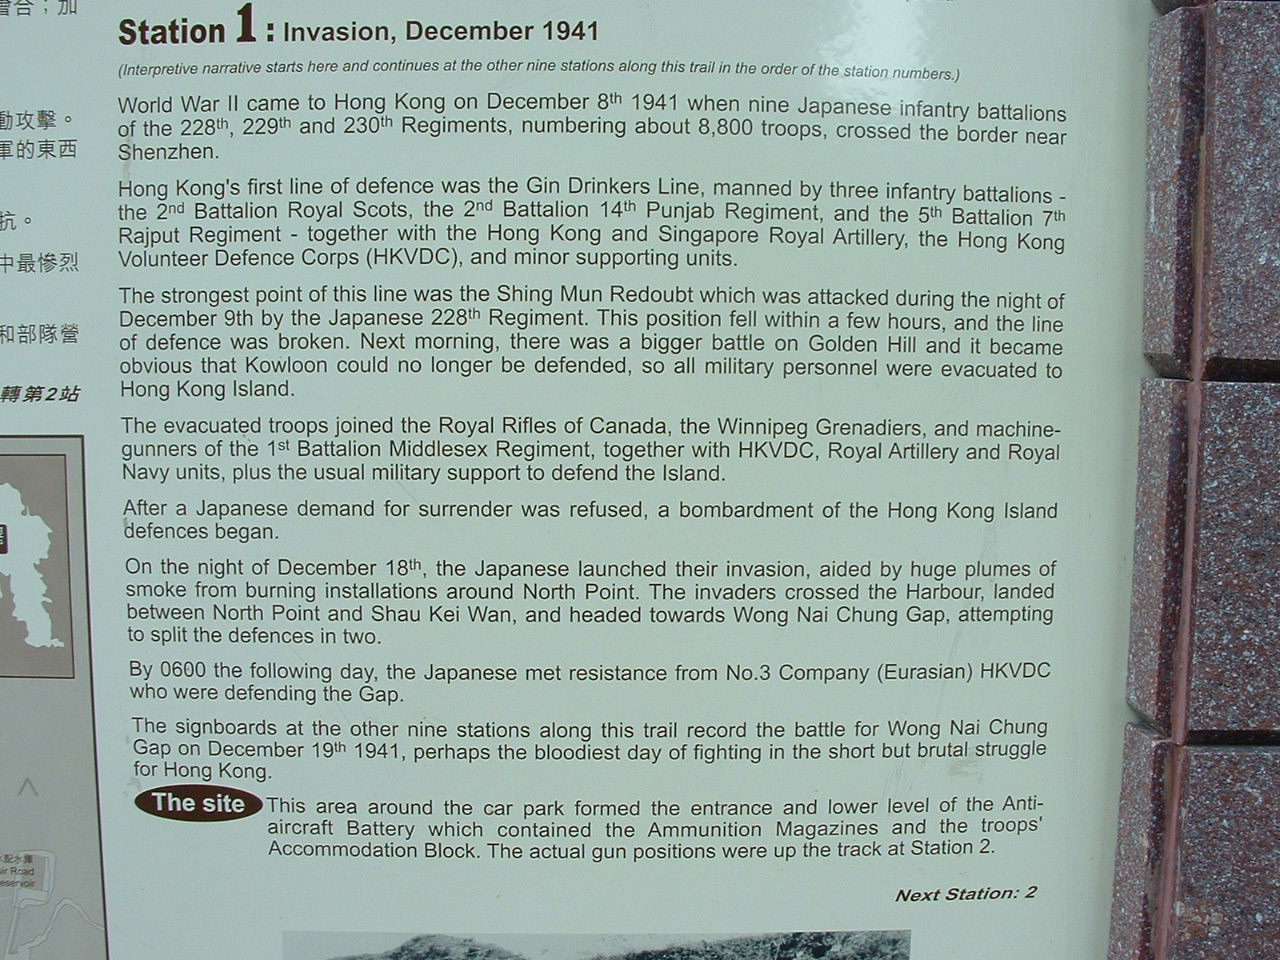 會合；加
動攻擊。
軍的東西
抗。
中最慘烈
和部隊營
轉第2站
Station 1 : Invasion, December 1941
(Interpretive narrative starts here and continues at the other nine stations along this trail in the order of the station numbers.)
World War II came to Hong Kong on December 8th 1941 when nine Japanese infantry battalions
of the 228th, 229th and 230th Regiments, numbering about 8,800 troops, crossed the border near
Shenzhen.
Hong Kong's first line of defence was the Gin Drinkers Line, manned by three infantry battalions -
the 2nd Battalion Royal Scots, the 2nd Battalion 14th Punjab Regiment, and the 5th Battalion 7th
Rajput Regiment - together with the Hong Kong and Singapore Royal Artillery, the Hong Kong
Volunteer Defence Corps (HKVDC), and minor supporting units.
The strongest point of this line was the Shing Mun Redoubt which was attacked during the night of
December 9th by the Japanese 228th Regiment. This position fell within a few hours, and the line
of defence was broken. Next morning, there was a bigger battle on Golden Hill and it became
obvious that Kowloon could no longer be defended, so all military personnel were evacuated to
Hong Kong Island.
The evacuated troops joined the Royal Rifles of Canada, the Winnipeg Grenadiers, and machine-
gunners of the 1st Battalion Middlesex Regiment, together with HKVDC, Royal Artillery and Royal
Navy units, plus the usual military support to defend the Island.
After a Japanese demand for surrender was refused, a bombardment of the Hong Kong Island
defences began.
On the night of December 18th, the Japanese launched their invasion, aided by huge plumes of
smoke from burning installations around North Point. The invaders crossed the Harbour, landed
between North Point and Shau Kei Wan, and headed towards Wong Nai Chung Gap, attempting
to split the defences in two.
By 0600 the following day, the Japanese met resistance from No.3 Company (Eurasian) HKVDC
who were defending the Gap.
The signboards at the other nine stations along this trail record the battle for Wong Nai Chung
Gap on December 19th 1941, perhaps the bloodiest day of fighting in the short but brutal struggle
for Hong Kong.
The site
This area around the car park formed the entrance and lower level of the Anti-
aircraft Battery which contained the Ammunition Magazines and the troops'
Accommodation Block. The actual gun positions were up the track at Station 2.
Next Station: 2
配水庫
Road